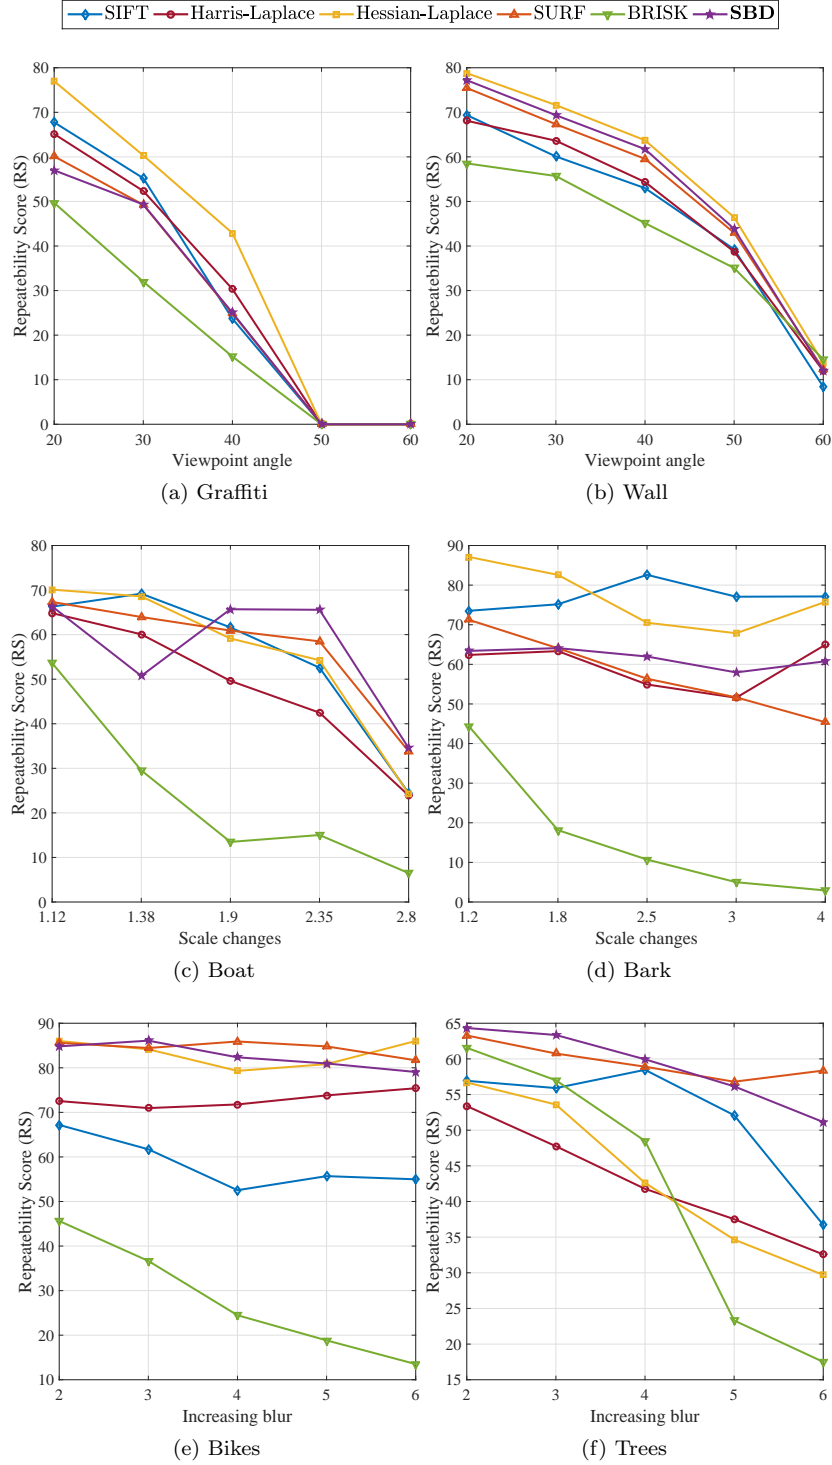 SIFT Harris-Laplace Hessian-Laplace SURF BRISK SBD
80
70
60
50
40
30
20
10
0
Repeatebility Score (RS)
20 30 40 50 60
Viewpoint angle
(a) Graffiti
80
70
60
50
40
30
20
10
0
Repeatebility Score (RS)
20 30 40 50 60
Viewpoint angle
(b) Wall
80
70
60
50
40
30
20
10
0
Repeatebility Score (RS)
1.12 1.38 1.9 2.35 2.8
Scale changes
(c) Boat
90
80
70
60
50
40
30
20
10
0
Repeatebility Score (RS)
1.2 1.8 2.5 3 4
Scale changes
(d) Bark
90
80
70
60
50
40
30
20
10
Repeatebility Score (RS)
2 3 4 5 6
Increasing blur
(e) Bikes
65
60
55
50
45
40
35
30
25
20
15
Repeatebility Score (RS)
2 3 4 5 6
Increasing blur
(f) Trees